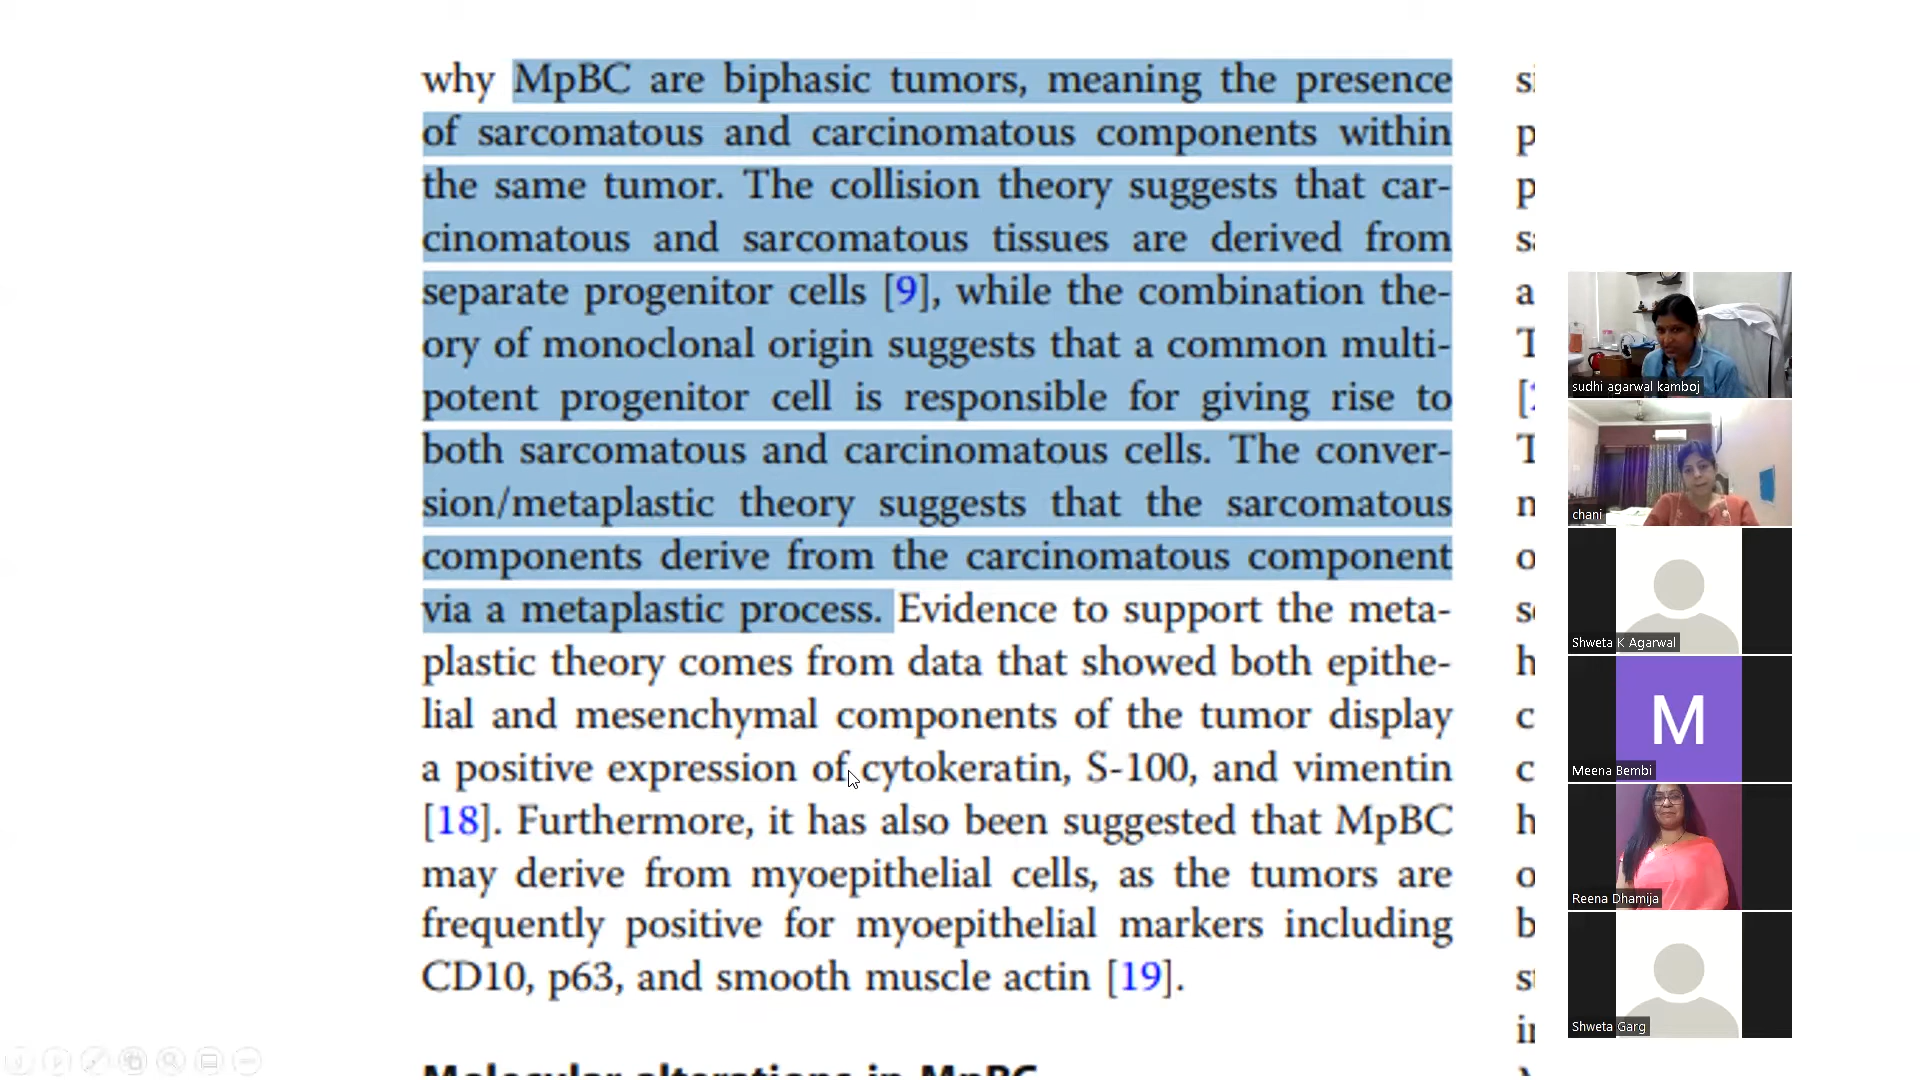 why MpBC are biphasic tumors, meaning the presence
of sarcomatous and carcinomatous components within
the same tumor. The collision theory suggests that car-
cinomatous and sarcomatous tissues are derived from
separate progenitor cells [9], while the combination the-
ory of monoclonal origin suggests that a common multi-
potent progenitor cell is responsible for giving rise to
both sarcomatous and carcinomatous cells. The conver-
sion/metaplastic theory suggests that the sarcomatous
components derive from the carcinomatous component
via a metaplastic process. Evidence to support the meta-
plastic theory comes from data that showed both epithe-
lial and mesenchymal components of the tumor display
a positive expression of cytokeratin, S-100, and vimentin
[18]. Furthermore, it has also been suggested that MpBC
may derive from myoepithelial cells, as the tumors are
frequently positive for myoepithelial markers including
CD10, p63, and smooth muscle actin [19].
Molecular alterations in MpBC
sudhi agarwal kamboj
chani
Shweta K Agarwal
M
Meena Bembi
Reena Dhamija
Shweta Garg